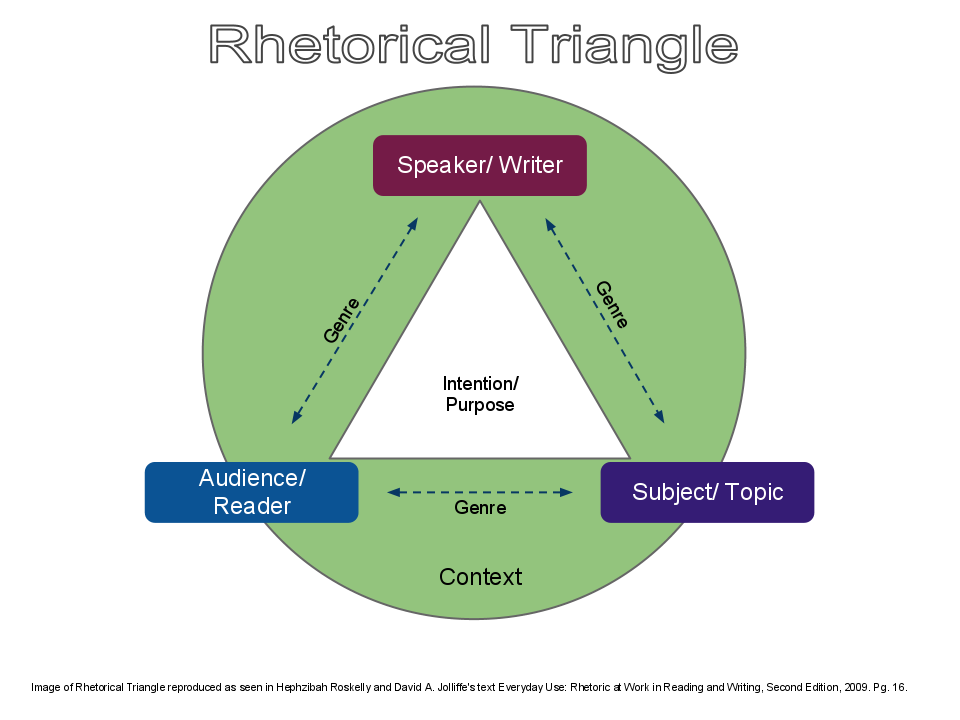 Rhetorical Triangle
Speaker/ Writer
Genre
Genre
Intention/
Purpose
Audience/
Reader
Genre
Subject/ Topic
Context
Image of Rhetorical Triangle reproduced as seen in Hephzibah Roskelly and David A. Jolliffe's text Everyday Use: Rhetoric at Work in Reading and Writing, Second Edition, 2009. Pg. 16.